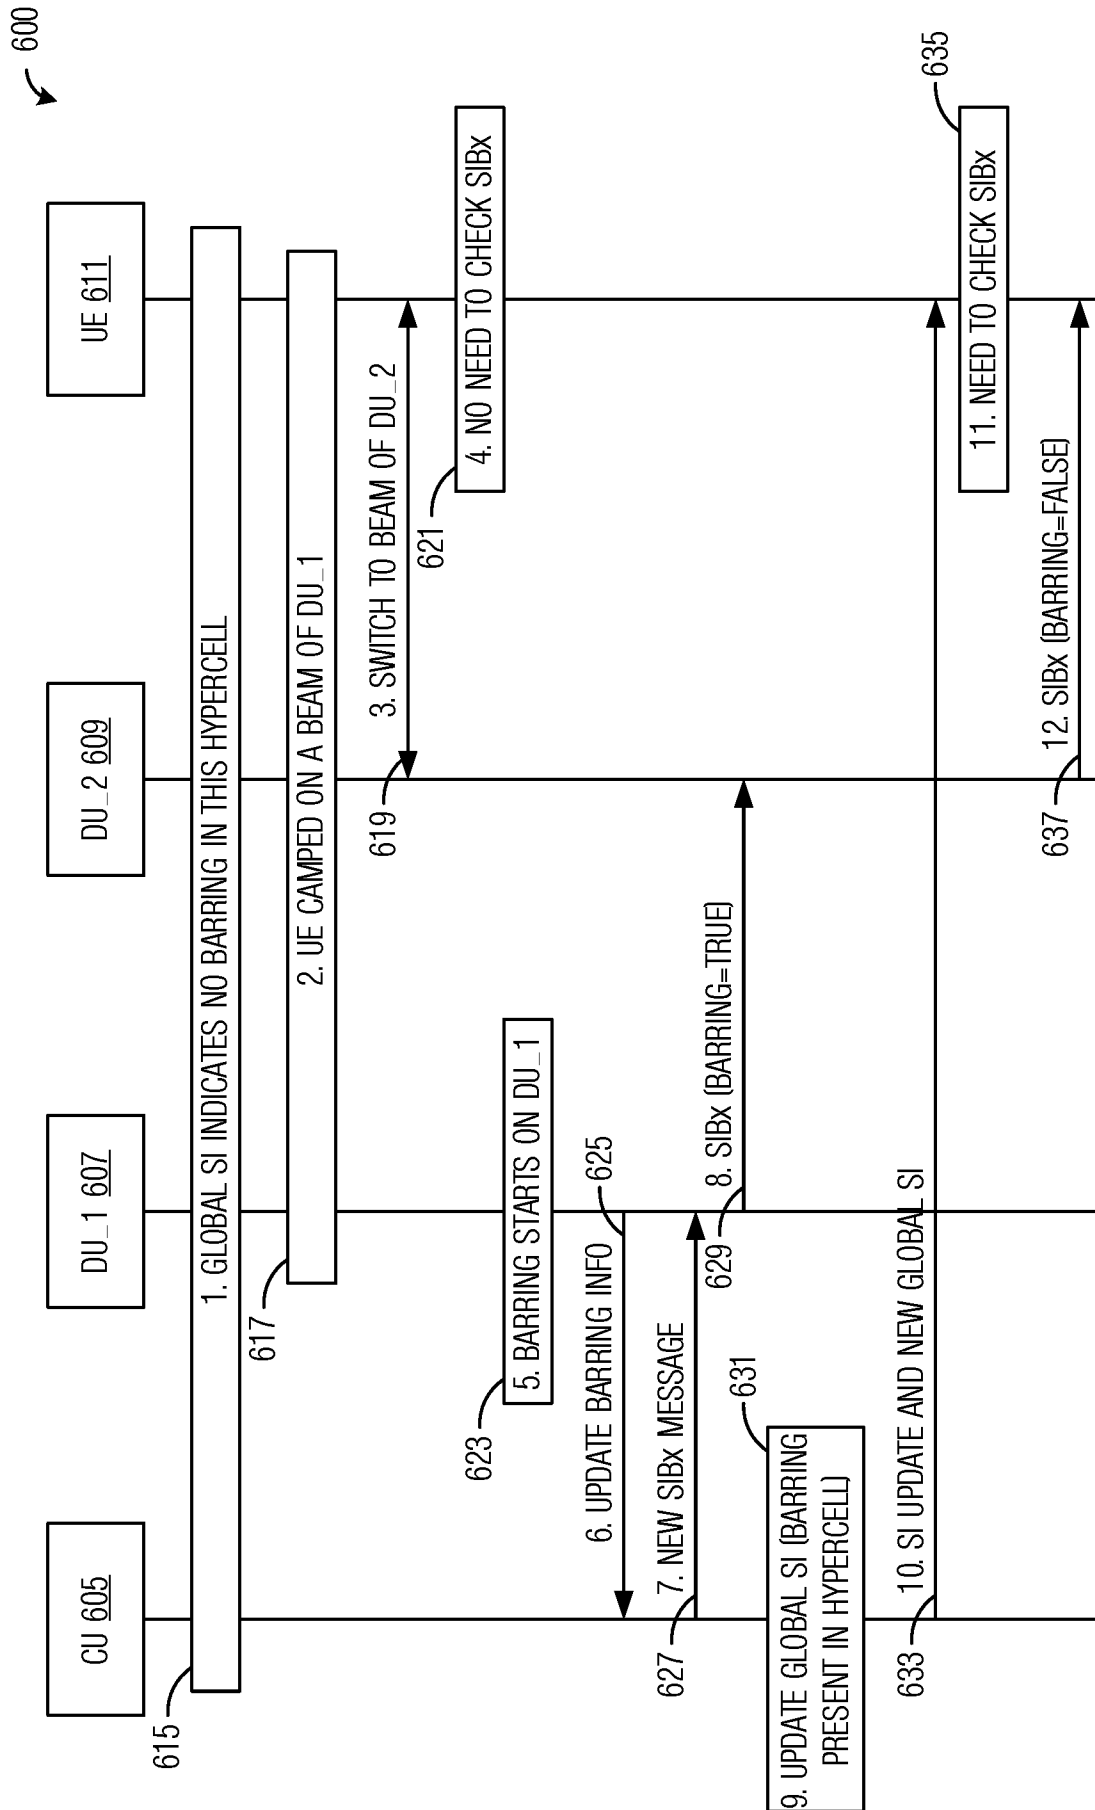 600
CU 605
DU_1 607
DU_2 609
UE 611
615
1. GLOBAL SI INDICATES NO BARRING IN THIS HYPERCELL
617
2. UE CAMPED ON A BEAM OF DU_1
619
3. SWITCH TO BEAM OF DU_2
621
4. NO NEED TO CHECK SIBx
623
5. BARRING STARTS ON DU_1
6. UPDATE BARRING INFO
625
627
7. NEW SIBx MESSAGE
629
8. SIBx (BARRING=TRUE)
631
9. UPDATE GLOBAL SI (BARRING
PRESENT IN HYPERCELL)
633
10. SI UPDATE AND NEW GLOBAL SI
635
11. NEED TO CHECK SIBx
637
12. SIBx (BARRING=FALSE)